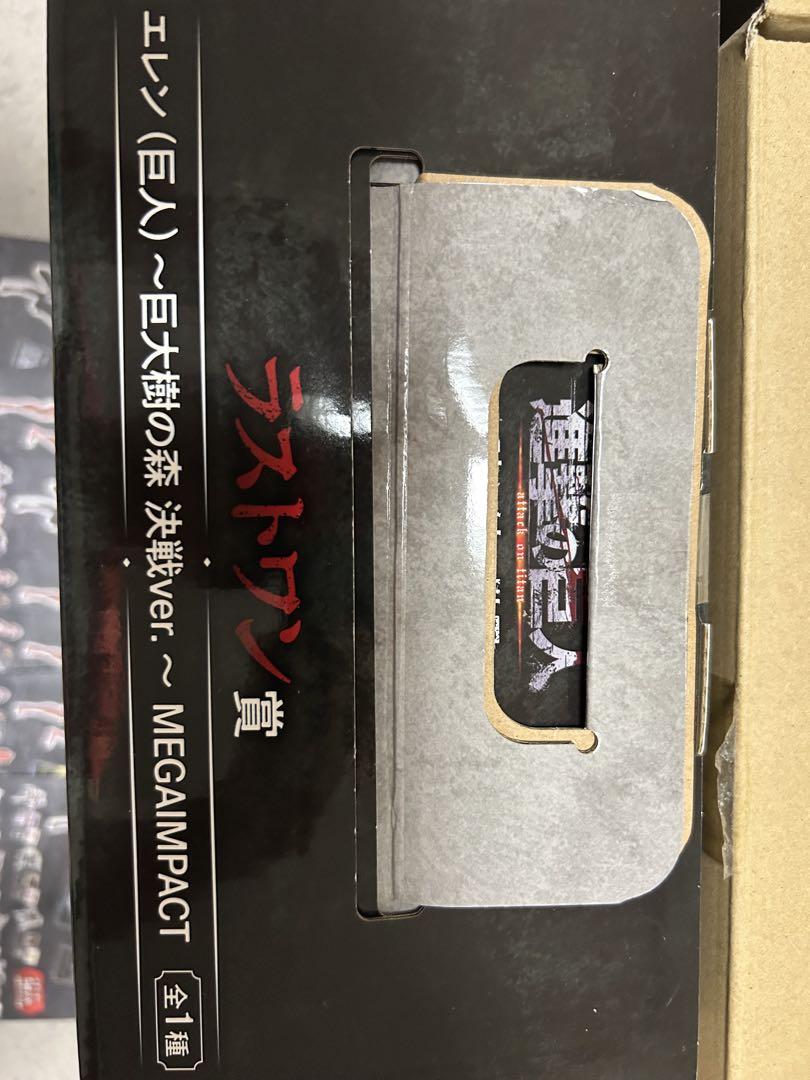 進撃の巨人
attack on titan
ラストワン賞
エレン(巨人)～巨大樹の森 決戦ver.～ MEGAIMPACT 全1種